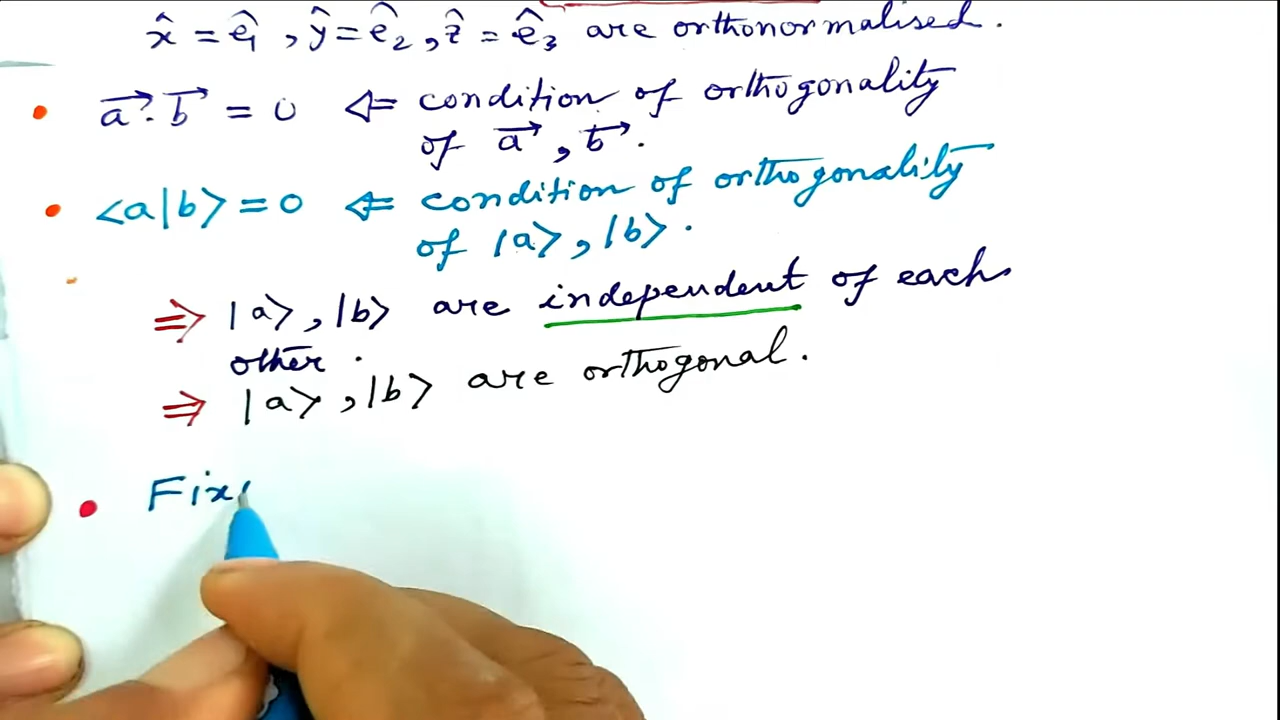 x̂ = ê₁ , ŷ = ê₂ , ẑ = ê₃ are orthonormalised.
• a⃗ . b⃗ = 0 ⇐ condition of orthogonality
of a⃗ , b⃗ .
• <a|b> = 0 ⇐ condition of orthogonality
of |a> , |b> .
⇒ |a> , |b> are independent of each
other .
⇒ |a> , |b> are orthogonal .
• Fix